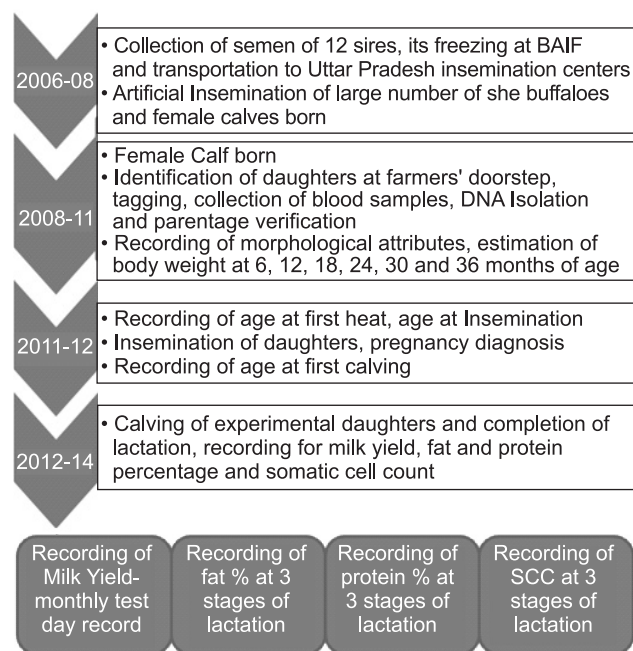 2006-08
• Collection of semen of 12 sires, its freezing at BAIF
and transportation to Uttar Pradesh insemination centers
• Artificial Insemination of large number of she buffaloes
and female calves born
2008-11
• Female Calf born
• Identification of daughters at farmers' doorstep,
tagging, collection of blood samples, DNA Isolation
and parentage verification
• Recording of morphological attributes, estimation of
body weight at 6, 12, 18, 24, 30 and 36 months of age
2011-12
• Recording of age at first heat, age at Insemination
• Insemination of daughters, pregnancy diagnosis
• Recording of age at first calving
2012-14
• Calving of experimental daughters and completion of
lactation, recording for milk yield, fat and protein
percentage and somatic cell count
Recording of
Milk Yield-
monthly test
day record
Recording of
fat % at 3
stages of
lactation
Recording of
protein % at
3 stages of
lactation
Recording of
SCC at 3
stages of
lactation